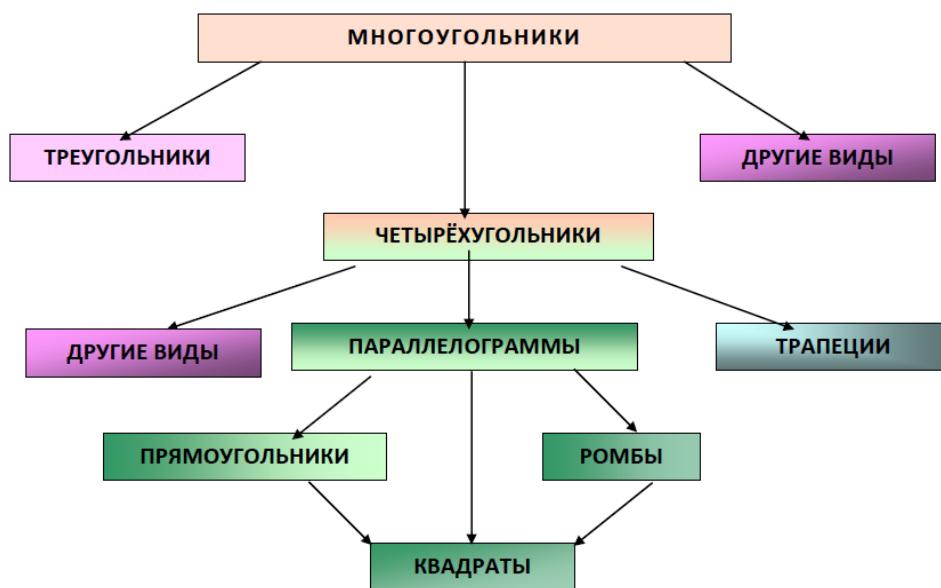 МНОГОУГОЛЬНИКИ
ТРЕУГОЛЬНИКИ
ДРУГИЕ ВИДЫ
ЧЕТЫРЁХУГОЛЬНИКИ
ДРУГИЕ ВИДЫ
ПАРАЛЛЕЛОГРАММЫ
ТРАПЕЦИИ
ПРЯМОУГОЛЬНИКИ
РОМБЫ
КВАДРАТЫ